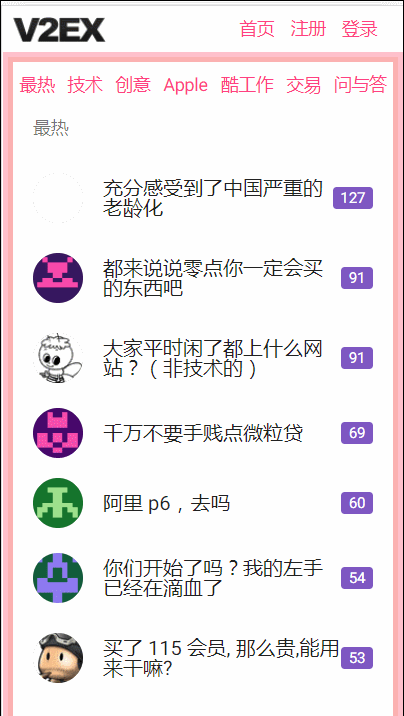 V2EX 首页 注册 登录
最热 技术 创意 Apple 酷工作 交易 问与答
最热
充分感受到了中国严重的
老龄化
127
都来说说零点你一定会买
的东西吧
91
大家平时闲了都上什么网
站？（非技术的）
91
千万不要手贱点微粒贷 69
阿里 p6，去吗 60
你们开始了吗？我的左手
已经在滴血了
54
买了 115 会员, 那么贵,能用
来干嘛?
53